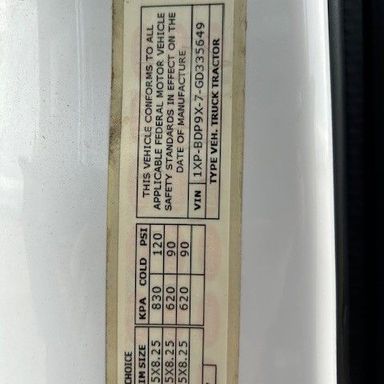 CHOICE
IM SIZE KPA COLD PSI
5X8.25 830 120
5X8.25 620 90
5X8.25 620 90
THIS VEHICLE CONFORMS TO ALL
APPLICABLE FEDERAL MOTOR VEHICLE
SAFETY STANDARDS IN EFFECT ON THE
DATE OF MANUFACTURE
VIN 1XP-BDP9X-7-GD335649
TYPE VEH. TRUCK TRACTOR